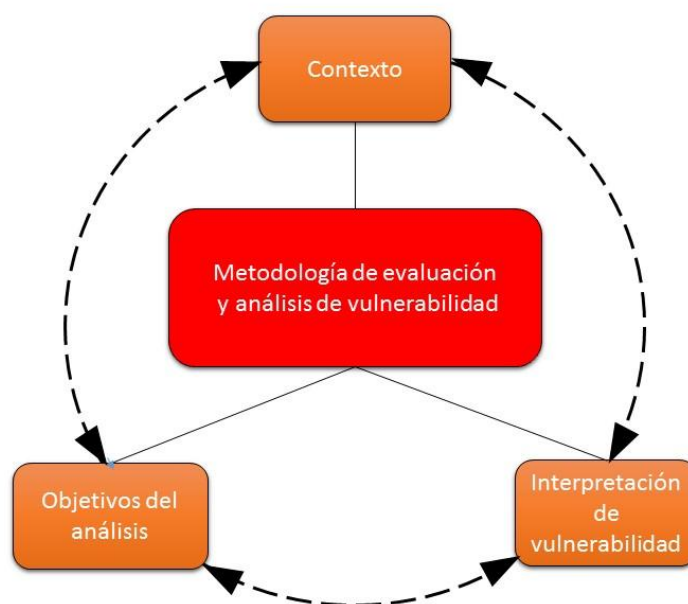 Contexto
Metodología de evaluación
y análisis de vulnerabilidad
Objetivos del
análisis
Interpretación
de
vulnerabilidad